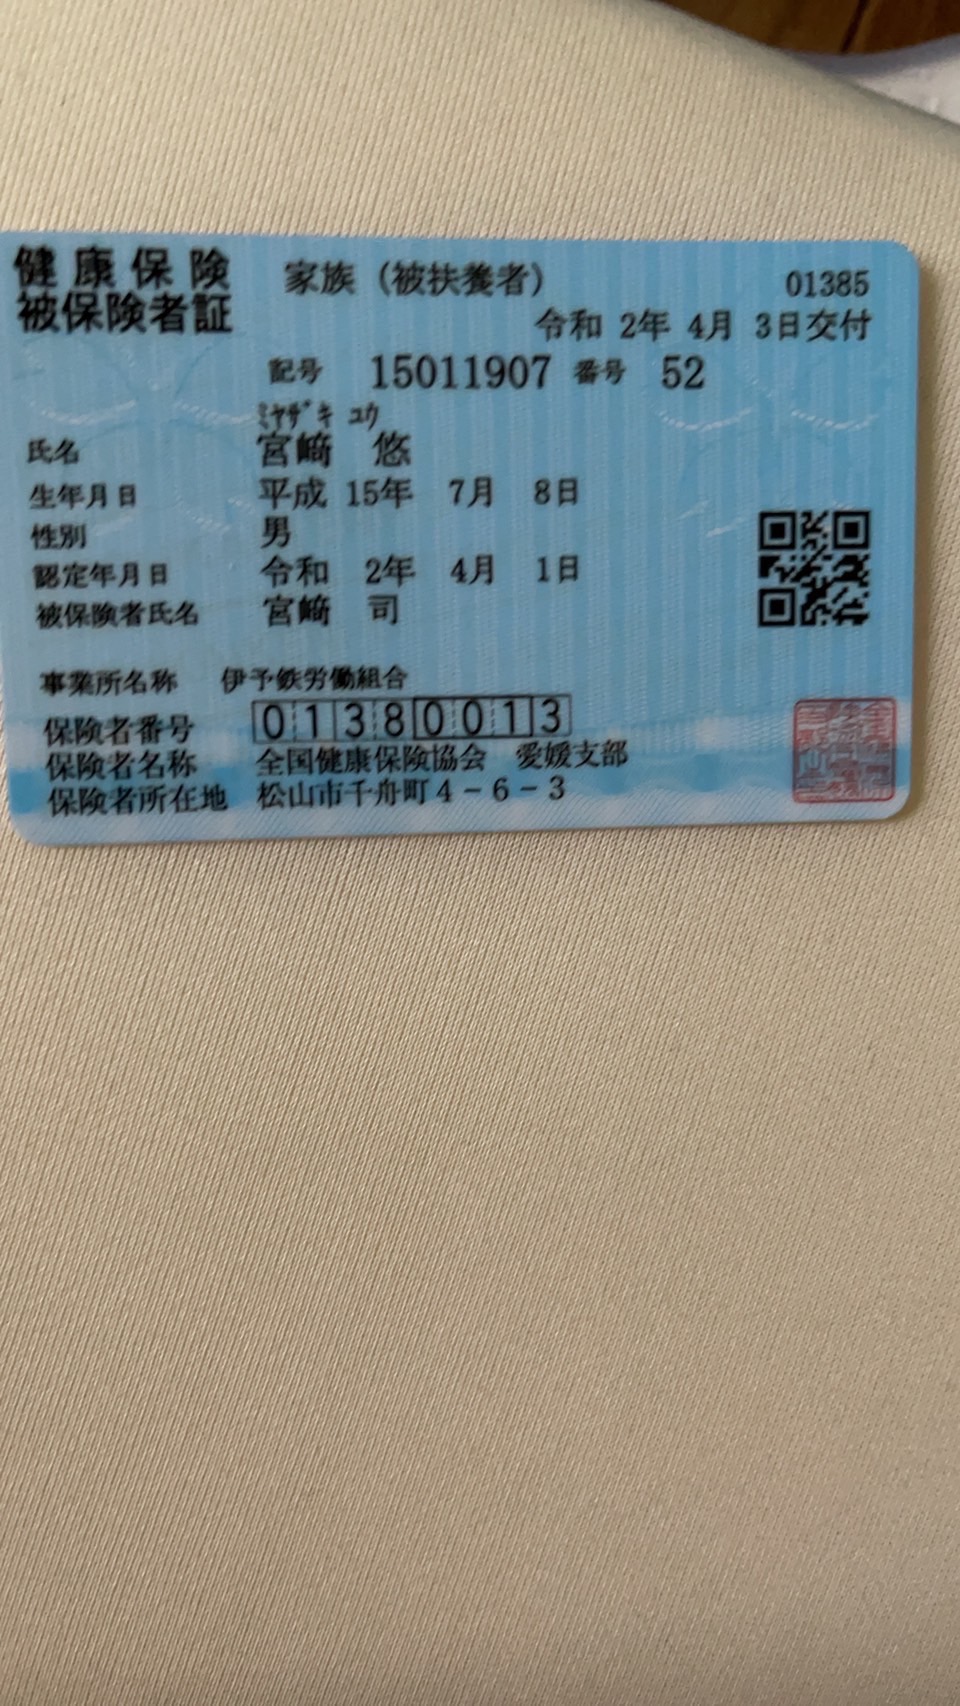 健康保険 家族（被扶養者） 01385
被保険者証 令和 2年 4月 3日交付
記号 15011907 番号 52
ﾐﾔｻﾞｷ ﾕｳ
氏名 宮﨑 悠
生年月日 平成 15年 7月 8日
性別 男
認定年月日 令和 2年 4月 1日
被保険者氏名 宮﨑 司
事業所名称 伊予鉄労働組合
保険者番号 01380013
保険者名称 全国健康保険協会 愛媛支部
保険者所在地 松山市千舟町４－６－３